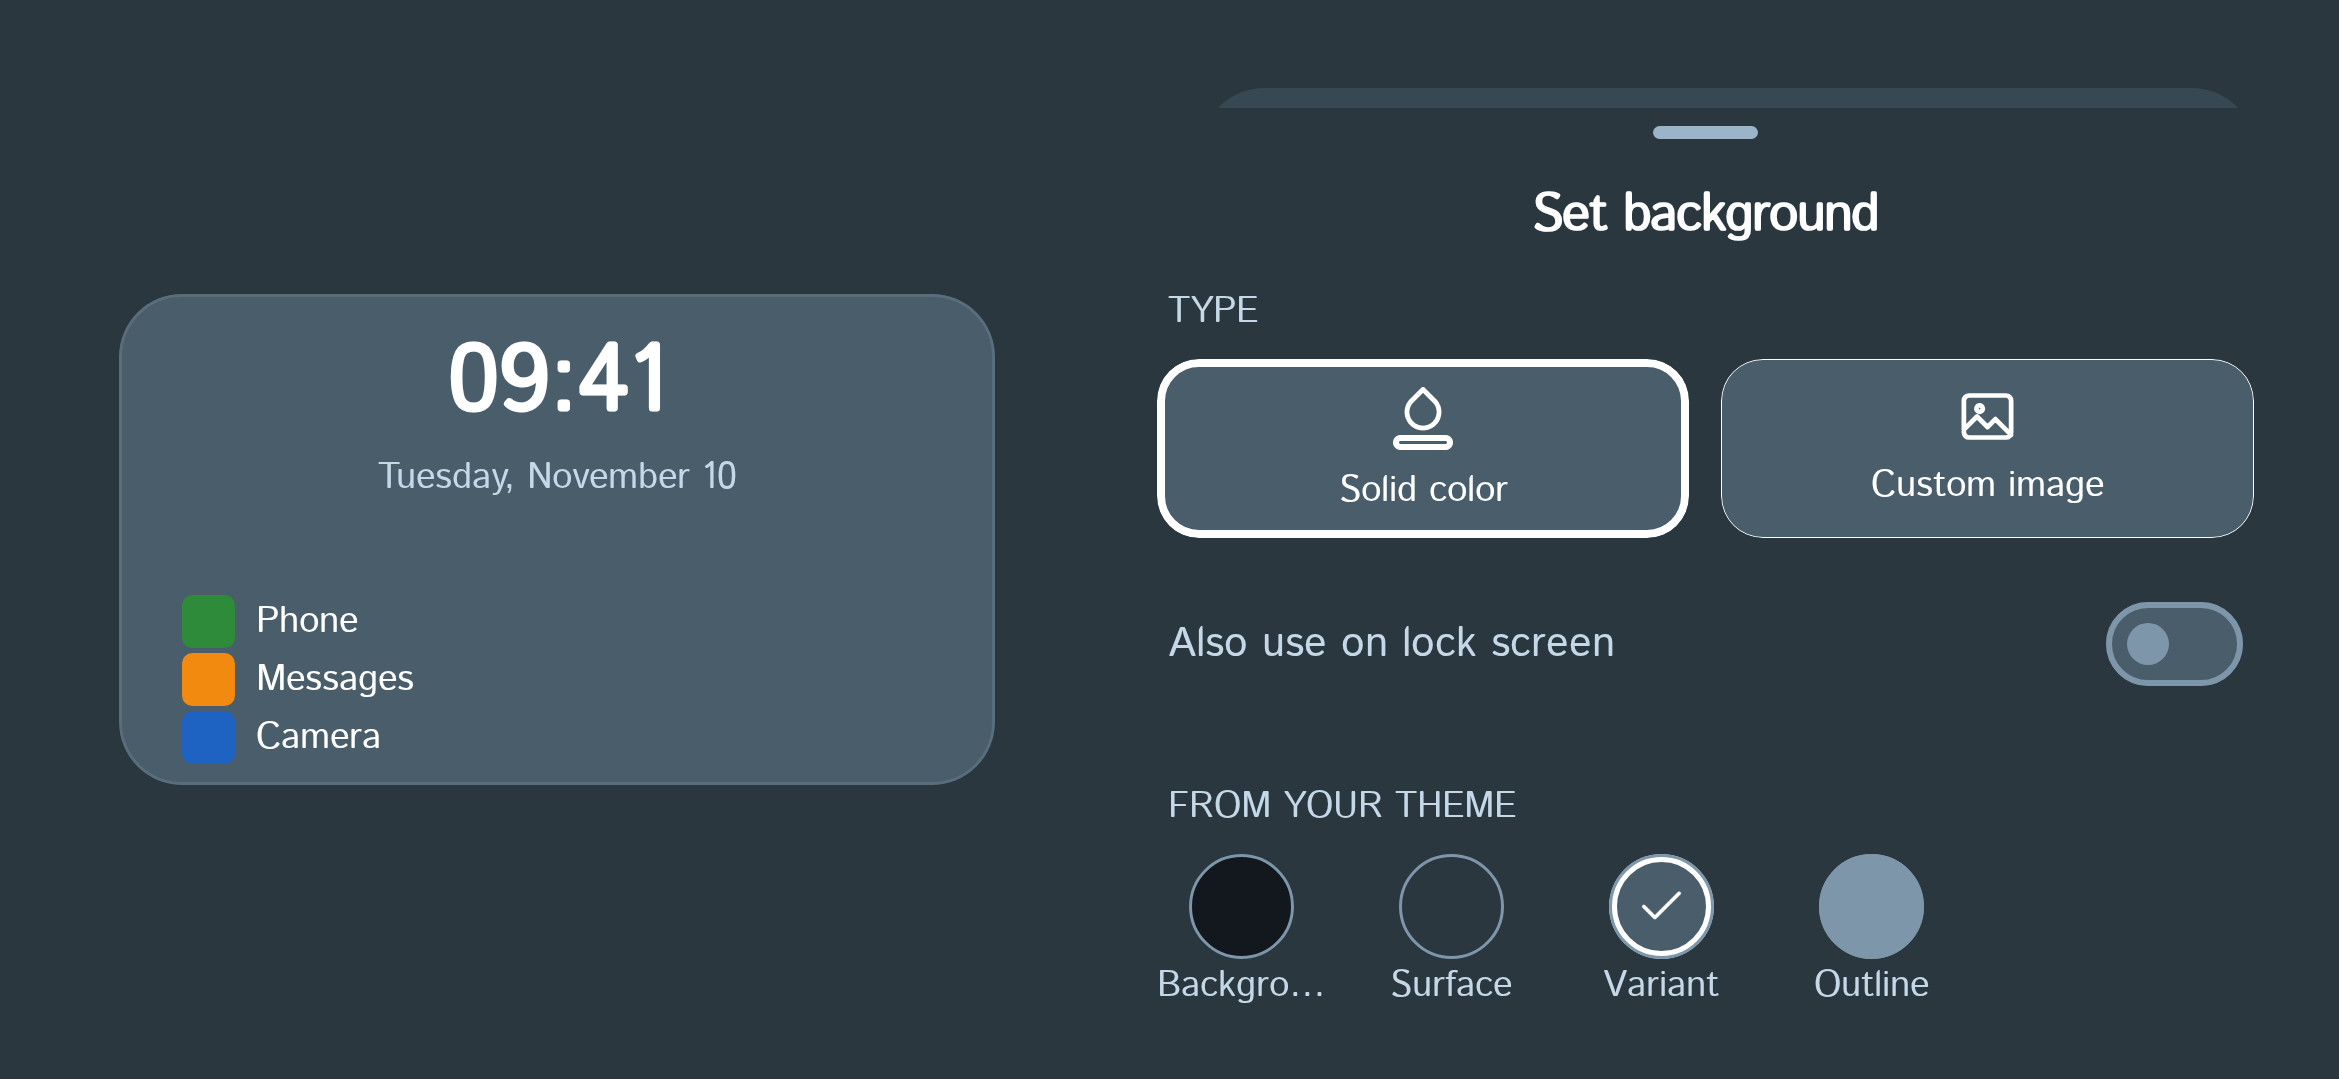 09:41
Tuesday, November 10
Phone
Messages
Camera
Set background
TYPE
Solid color
Custom image
Also use on lock screen
FROM YOUR THEME
Backgro...
Surface
Variant
Outline